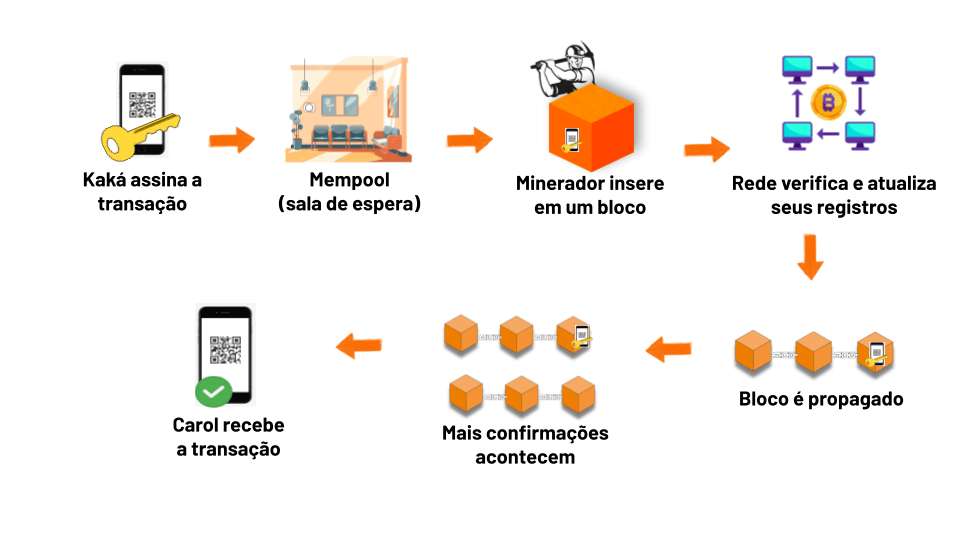 Kaká assina a
transação
Mempool
(sala de espera)
Minerador insere
em um bloco
Rede verifica e atualiza
seus registros
Bloco é propagado
Mais confirmações
acontecem
Carol recebe
a transação